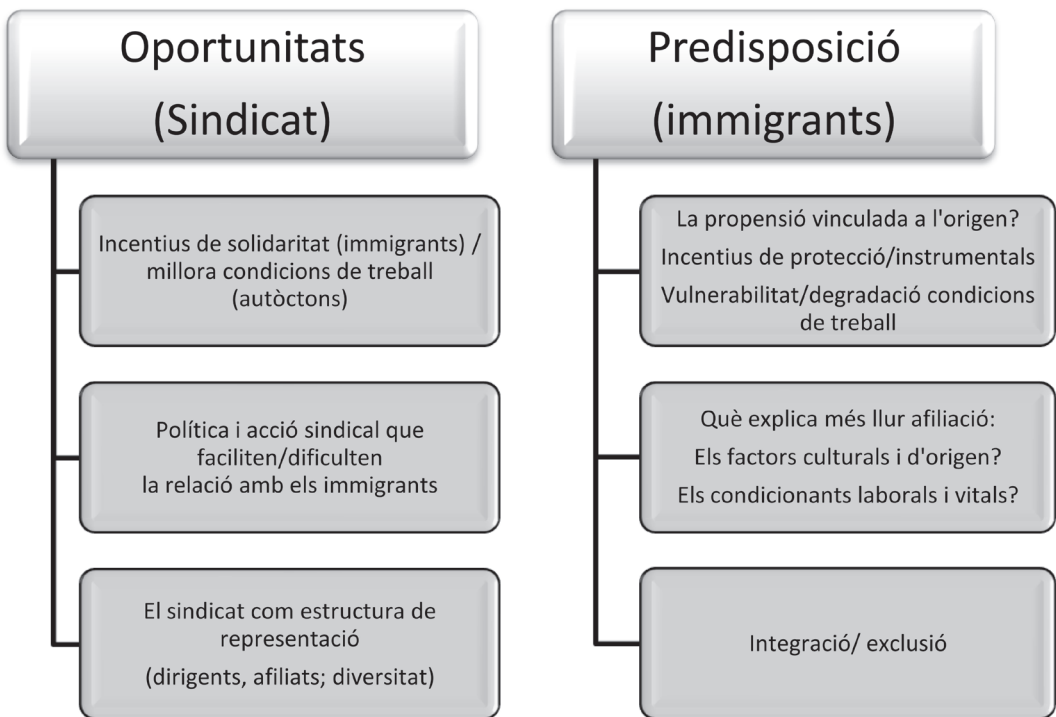 Oportunitats
(Sindicat)
Incentius de solidaritat (immigrants) /
millora condicions de treball
(autòctons)
Política i acció sindical que
faciliten/dificulten
la relació amb els immigrants
El sindicat com estructura de
representació
(dirigents, afiliats; diversitat)
Predisposició
(immigrants)
La propensió vinculada a l'origen?
Incentius de protecció/instrumentals
Vulnerabilitat/degradació condicions
de treball
Què explica més llur afiliació:
Els factors culturals i d'origen?
Els condicionants laborals i vitals?
Integració/ exclusió